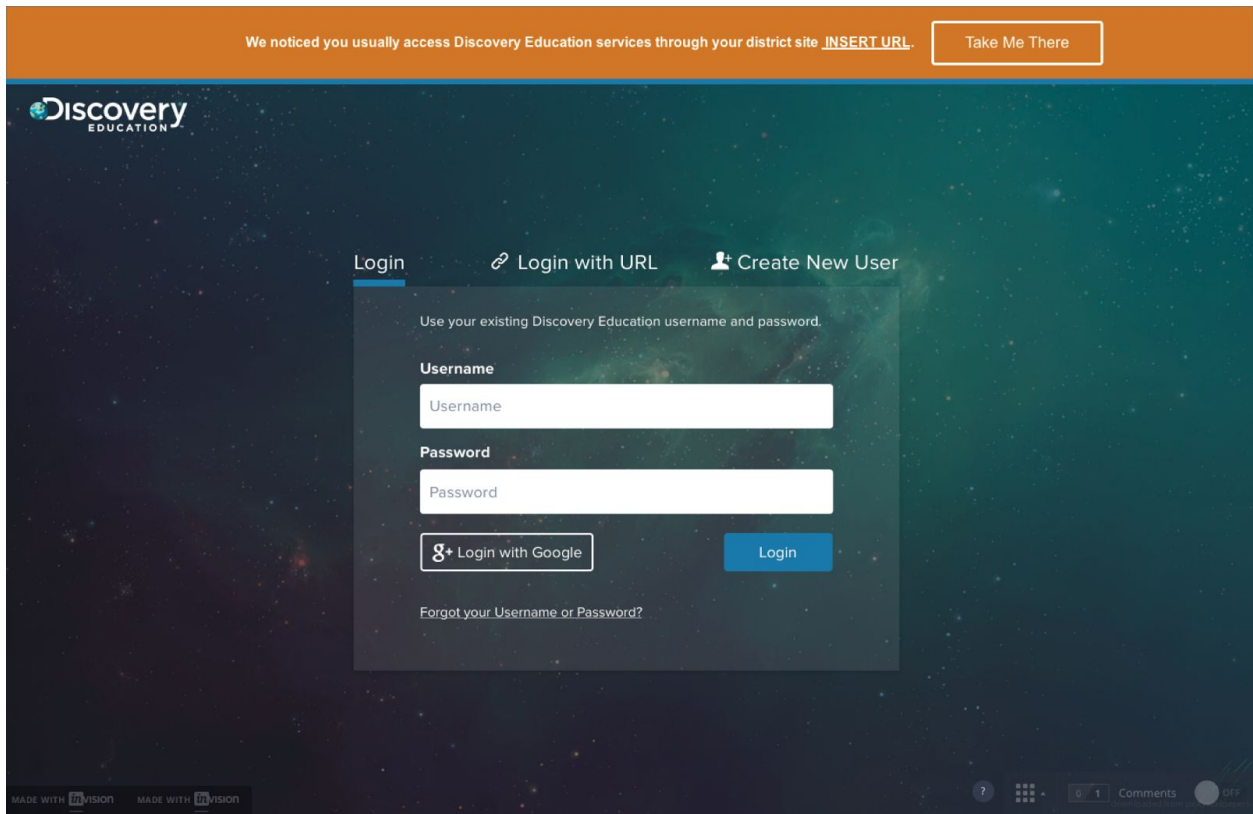 We noticed you usually access Discovery Education services through your district site INSERT URL.
Take Me There
Discovery
EDUCATION
Login
Login with URL
Create New User
Use your existing Discovery Education username and password.
Username
Username
Password
Password
g+ Login with Google
Login
Forgot your Username or Password?
MADE WITH inVISION MADE WITH inVISION
? 0 1 Comments OFF